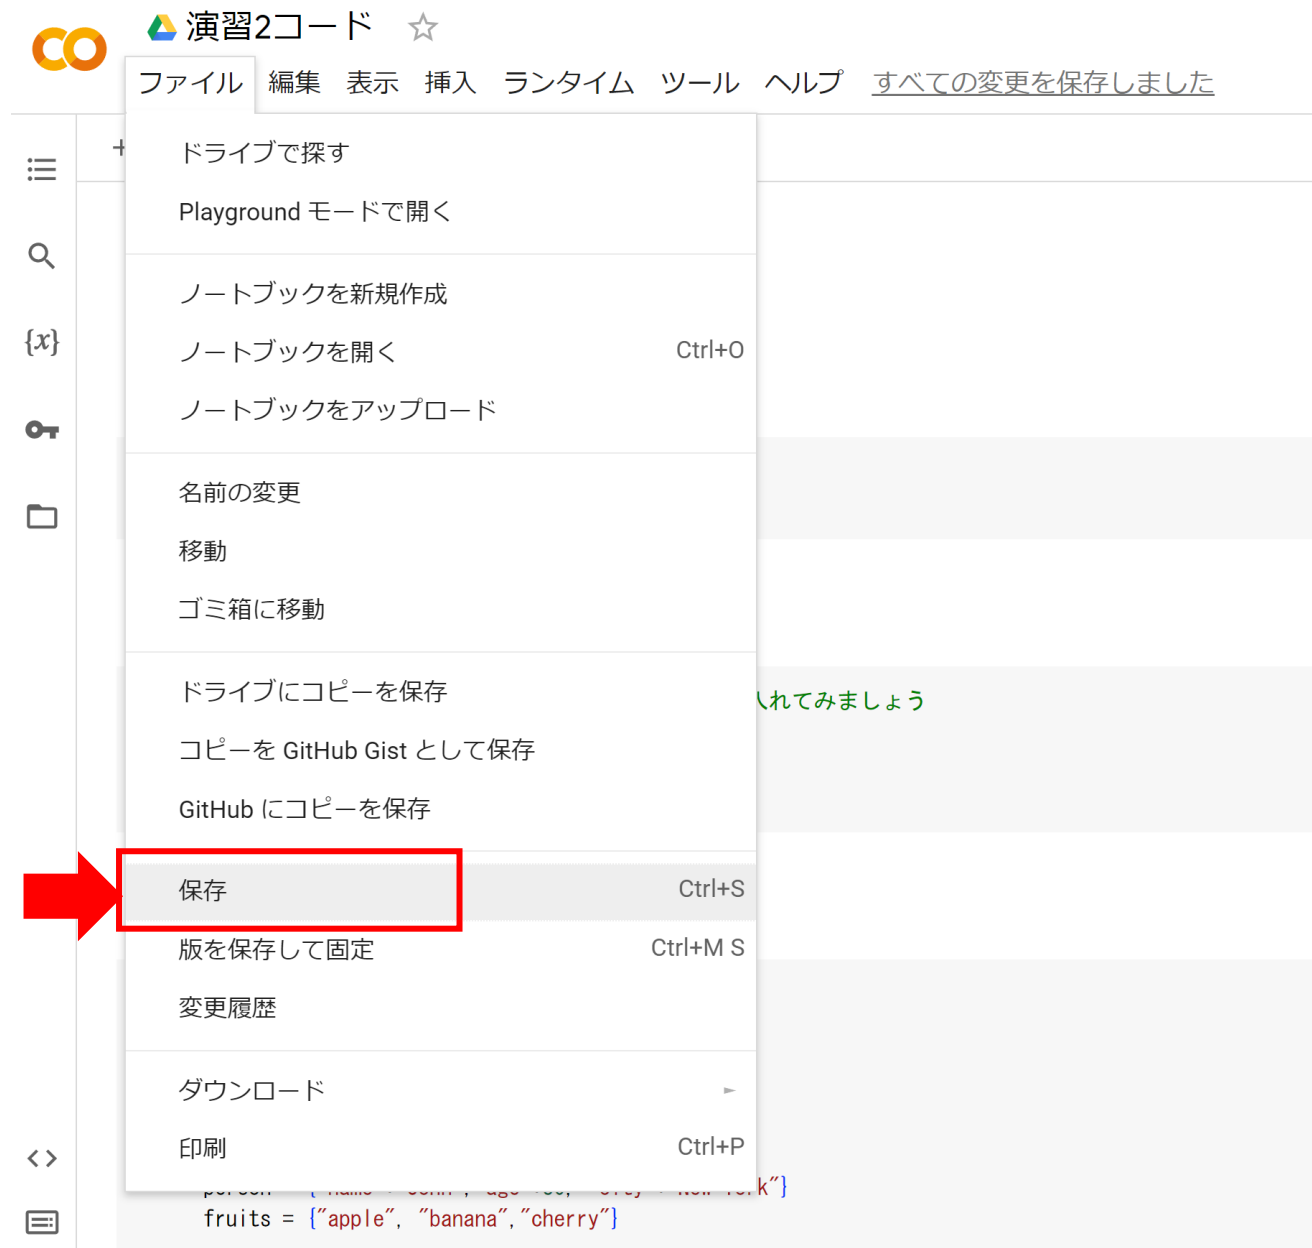 演習2コード
ファイル 編集 表示 挿入 ランタイム ツール ヘルプ すべての変更を保存しました
+
ドライブで探す
Playground モードで開く
ノートブックを新規作成
ノートブックを開く Ctrl+O
ノートブックをアップロード
{x}
名前の変更
移動
ゴミ箱に移動
ドライブにコピーを保存
れてみましょう
コピーを GitHub Gist として保存
GitHub にコピーを保存
保存 Ctrl+S
版を保存して固定 Ctrl+M S
変更履歴
ダウンロード
印刷 Ctrl+P
k"}
fruits = {"apple", "banana","cherry"}